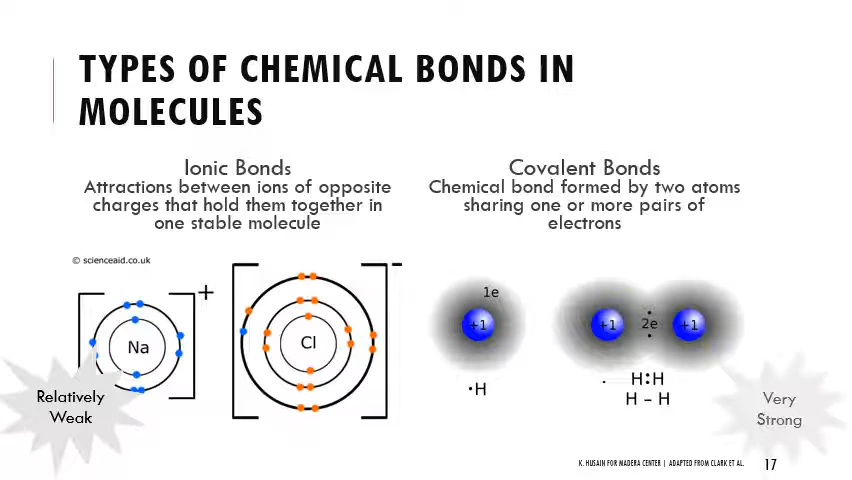 TYPES OF CHEMICAL BONDS IN
MOLECULES
Ionic Bonds
Attractions between ions of opposite
charges that hold them together in
one stable molecule
Covalent Bonds
Chemical bond formed by two atoms
sharing one or more pairs of
electrons
© scienceaid.co.uk
+
Na
-
Cl
Relatively
Weak
1e
+1
·H
+1 2e +1
H:H
H – H
Very
Strong
K. HUSAIN FOR MADERA CENTER | ADAPTED FROM CLARK ET AL.
17